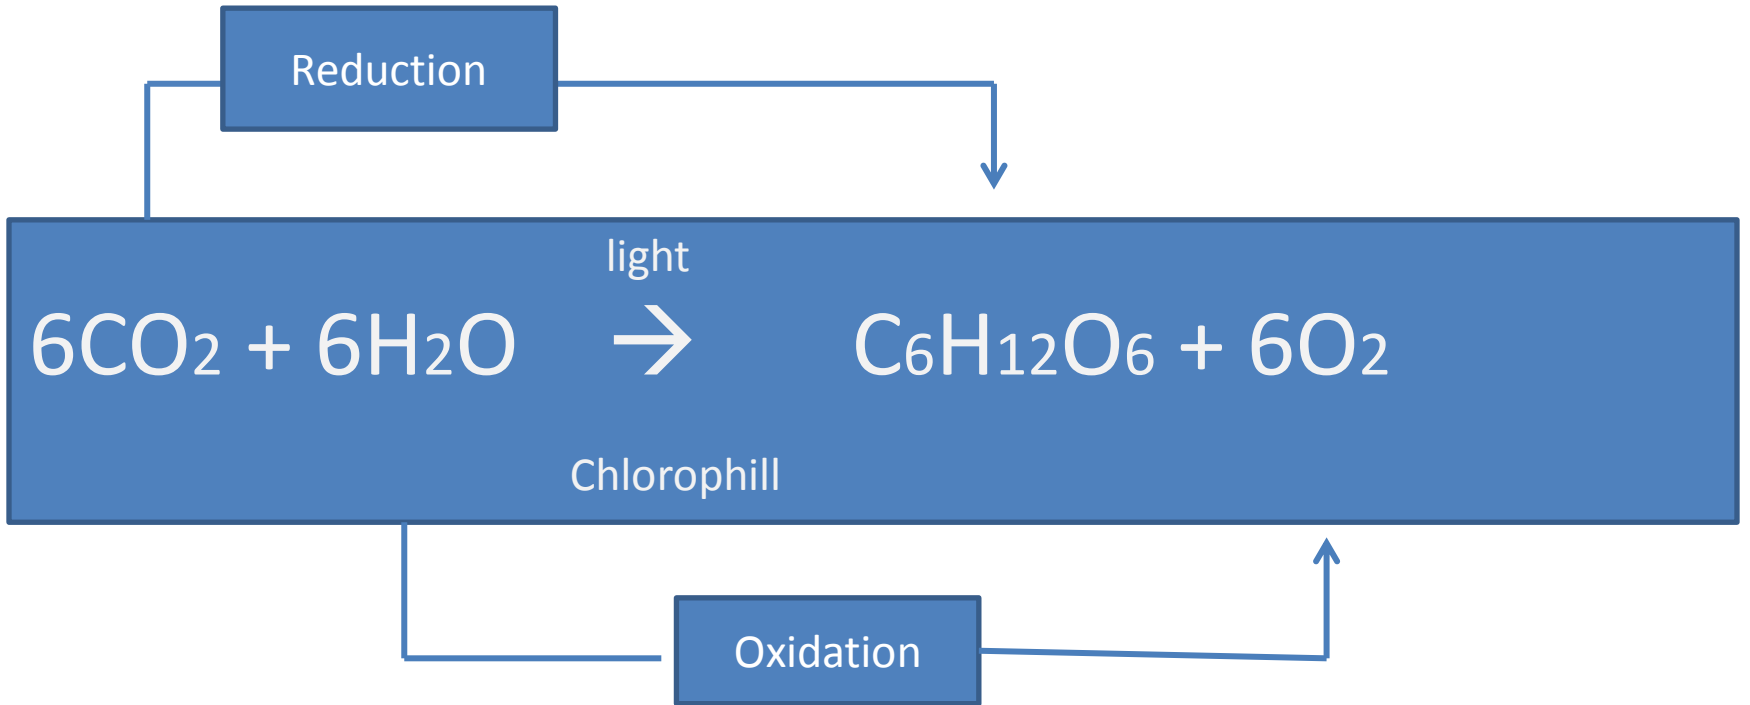 Reduction
light
6CO2 + 6H2O → C6H12O6 + 6O2
Chlorophill
Oxidation